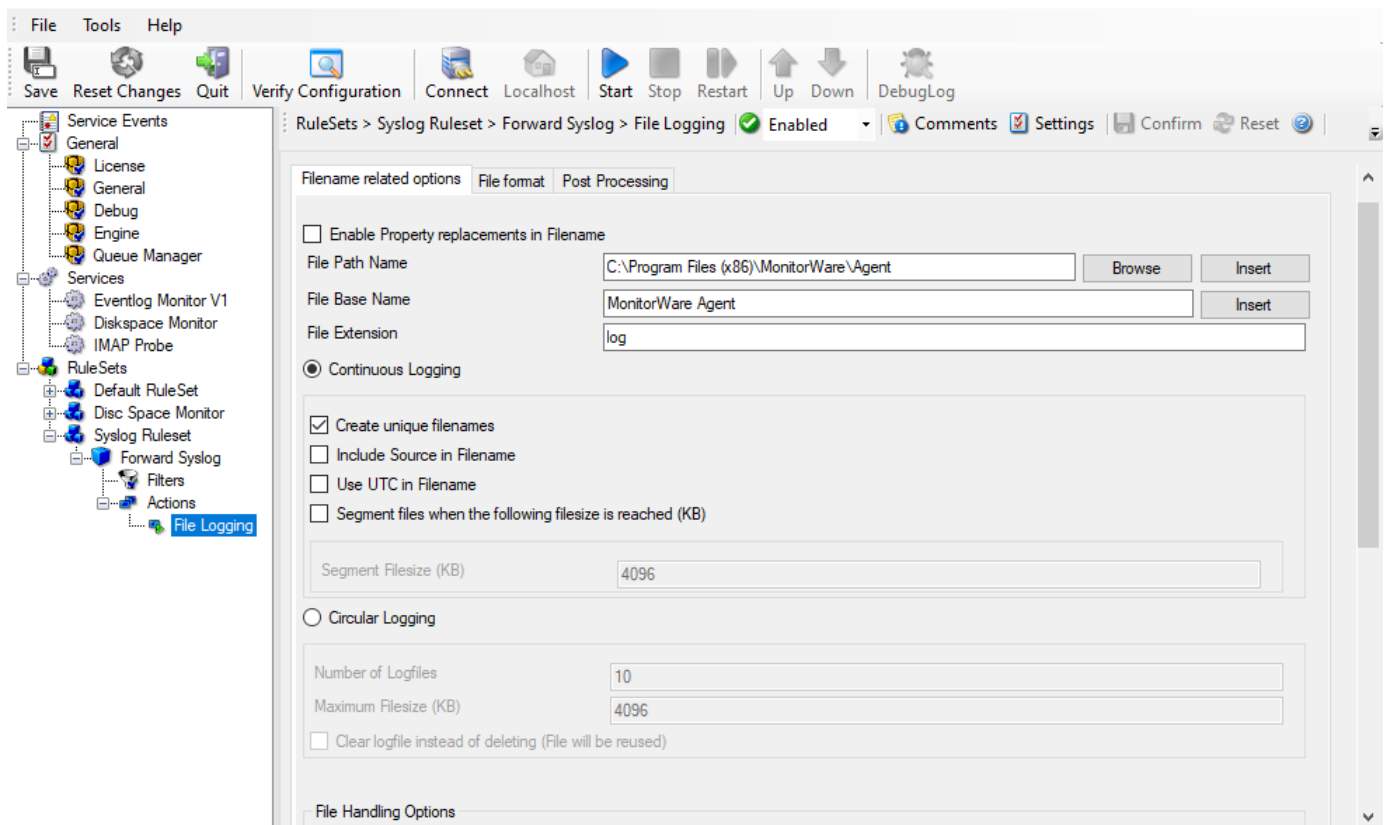 File Tools Help
Save Reset Changes Quit Verify Configuration Connect Localhost Start Stop Restart Up Down DebugLog
Service Events
General
License
General
Debug
Engine
Queue Manager
Services
Eventlog Monitor V1
Diskspace Monitor
IMAP Probe
RuleSets
Default RuleSet
Disc Space Monitor
Syslog Ruleset
Forward Syslog
Filters
Actions
File Logging
RuleSets > Syslog Ruleset > Forward Syslog > File Logging Enabled Comments Settings Confirm Reset
Filename related options File format Post Processing
Enable Property replacements in Filename
File Path Name C:\Program Files (x86)\MonitorWare\Agent Browse Insert
File Base Name MonitorWare Agent Insert
File Extension log
Continuous Logging
Create unique filenames
Include Source in Filename
Use UTC in Filename
Segment files when the following filesize is reached (KB)
Segment Filesize (KB) 4096
Circular Logging
Number of Logfiles 10
Maximum Filesize (KB) 4096
Clear logfile instead of deleting (File will be reused)
File Handling Options